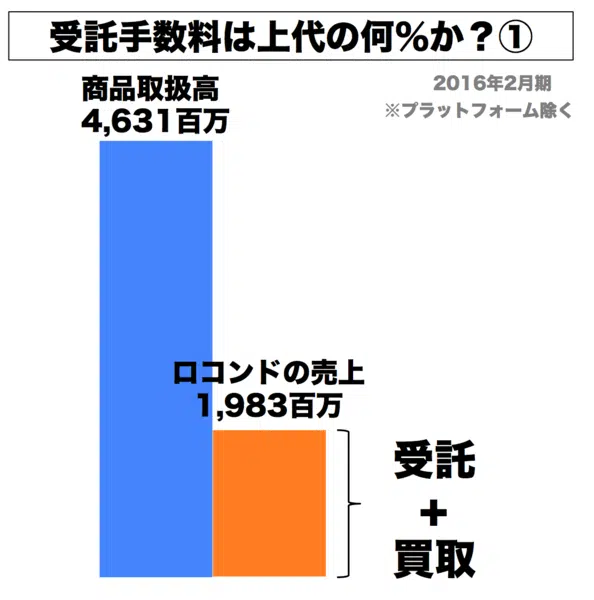 受託手数料は上代の何%か？①
2016年2月期
※プラットフォーム除く
商品取扱高
4,631百万
ロコンドの売上
1,983百万
受託
+
買取